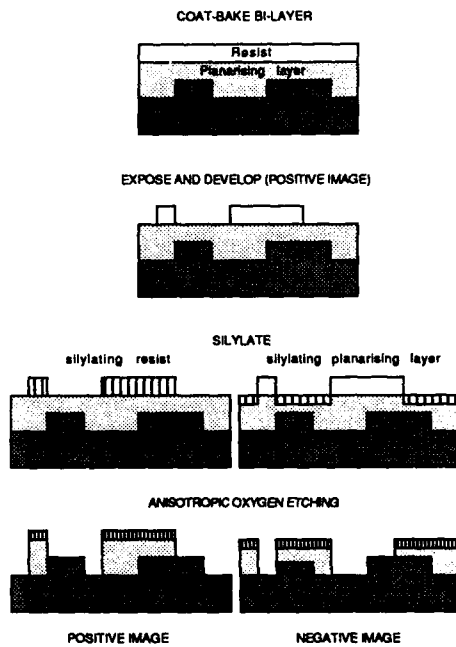 COAT-BAKE BI-LAYER
Resist
Planarising layer
EXPOSE AND DEVELOP (POSITIVE IMAGE)
SILYLATE
silylating resist
silylating planarising layer
ANISOTROPIC OXYGEN ETCHING
POSITIVE IMAGE
NEGATIVE IMAGE